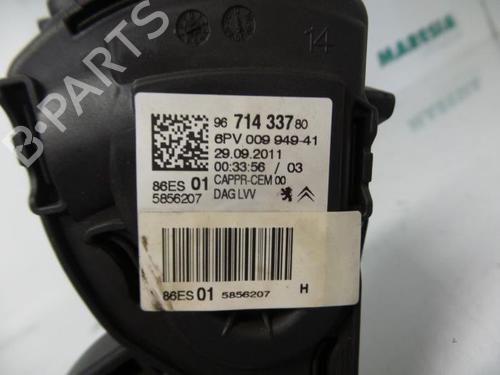 14
MARESIA
96 714 337 80
6PV 009 949-41
29.09.2011
00:33:56 / 03
86ES 01 CAPPR-CEM 00
5856207 DAG LVV
86ES 01 5856207 H
B-Parts